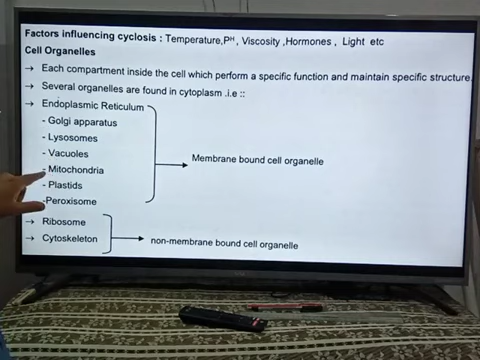 Factors influencing cyclosis : Temperature,Pᴴ, Viscosity ,Hormones , Light etc
Cell Organelles
→ Each compartment inside the cell which perform a specific function and maintain specific structure.
→ Several organelles are found in cytoplasm .i.e ::
→ Endoplasmic Reticulum
- Golgi apparatus
- Lysosomes
- Vacuoles
- Mitochondria
- Plastids
-Peroxisome
Membrane bound cell organelle
→ Ribosome
→ Cytoskeleton
non-membrane bound cell organelle